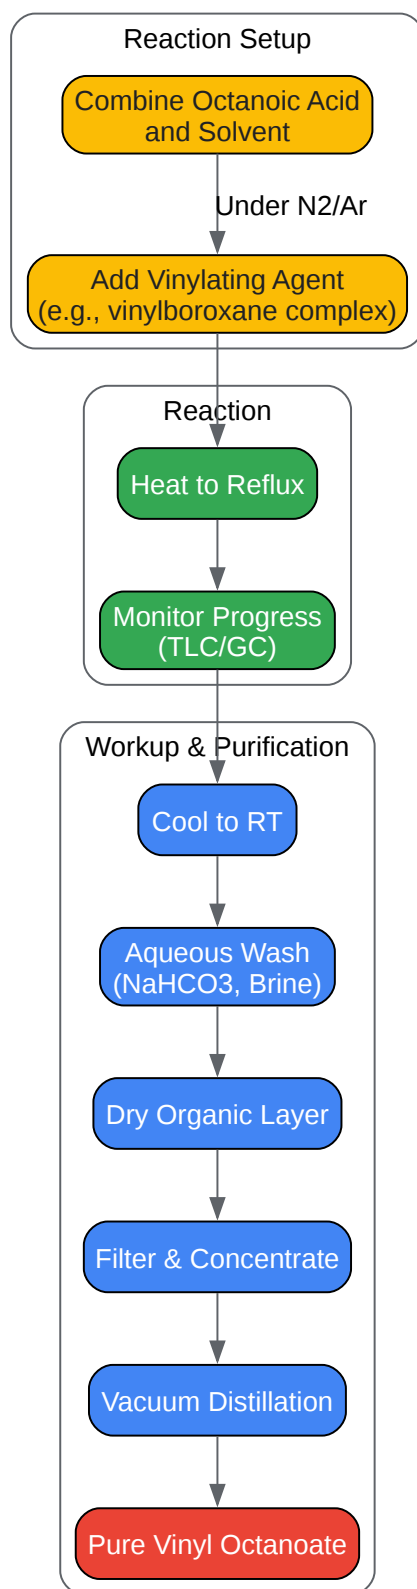 Reaction Setup
Combine Octanoic Acid
and Solvent
Under N2/Ar
Add Vinylating Agent
(e.g., vinylboroxane complex)
Reaction
Heat to Reflux
Monitor Progress
(TLC/GC)
Workup & Purification
Cool to RT
Aqueous Wash
(NaHCO3, Brine)
Dry Organic Layer
Filter & Concentrate
Vacuum Distillation
Pure Vinyl Octanoate